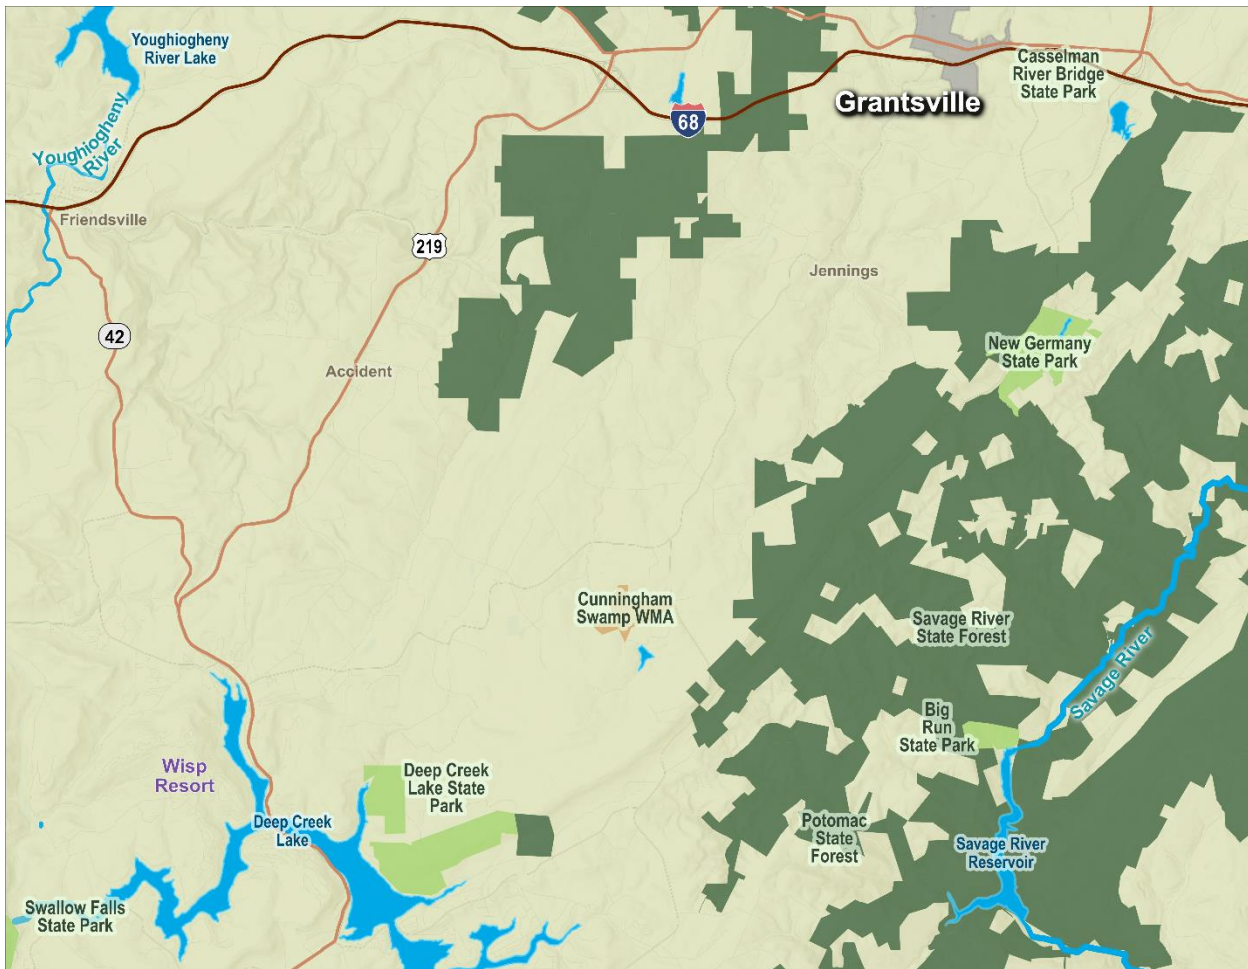 Youghiogheny
River Lake
Casselman
River Bridge
State Park
Grantsville
68
Youghiogheny
River
Friendsville
219
Jennings
42
New Germany
State Park
Accident
Cunningham
Swamp WMA
Savage River
State Forest
Savage River
Big
Run
State Park
Wisp
Resort
Deep Creek
Lake State
Park
Deep Creek
Lake
Potomac
State
Forest
Savage River
Reservoir
Swallow Falls
State Park